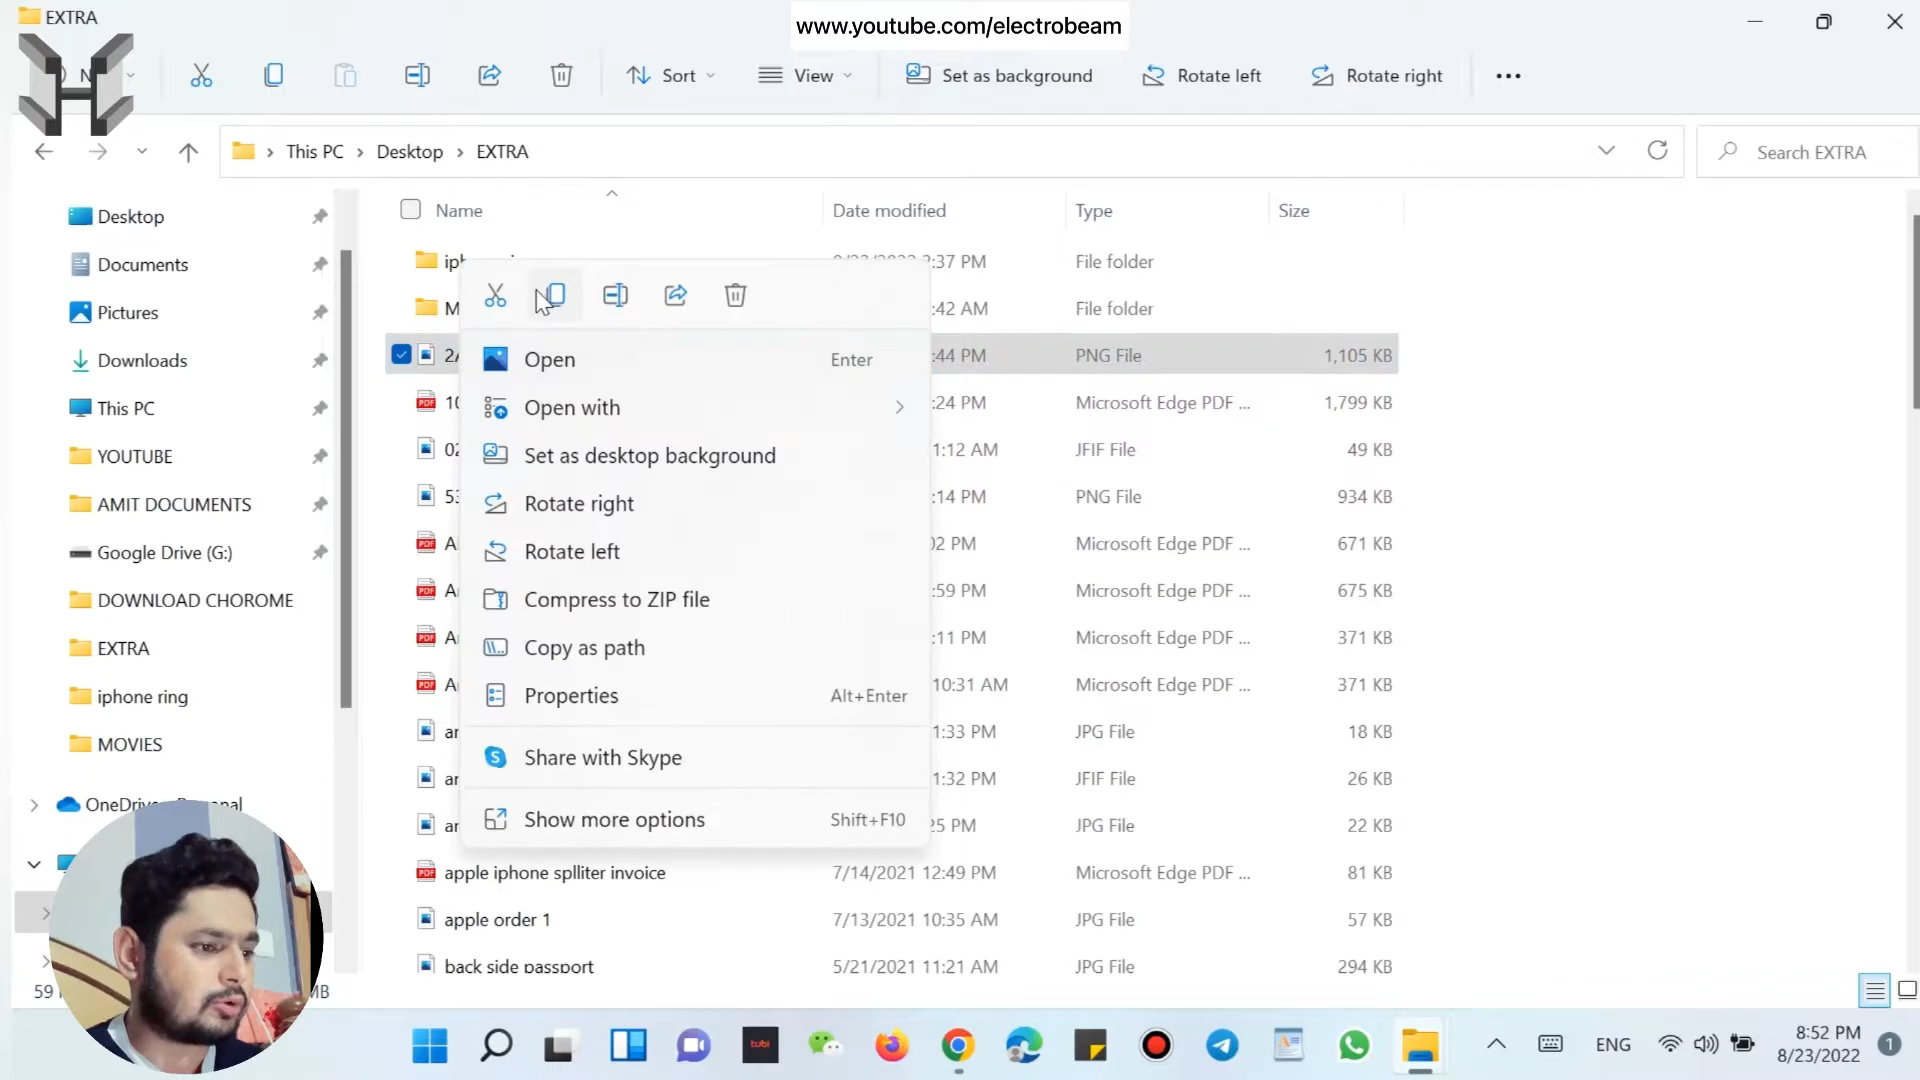 EXTRA
www.youtube.com/electrobeam
Sort
View
Set as background
Rotate left
Rotate right
This PC
Desktop
EXTRA
Search EXTRA
Desktop
Documents
Pictures
Downloads
This PC
YOUTUBE
AMIT DOCUMENTS
Google Drive (G:)
DOWNLOAD CHOROME
EXTRA
iphone ring
MOVIES
Name
Date modified
Type
Size
:37 PM File folder
:42 AM File folder
:44 PM PNG File 1,105 KB
:24 PM Microsoft Edge PDF ... 1,799 KB
1:12 AM JFIF File 49 KB
:14 PM PNG File 934 KB
02 PM Microsoft Edge PDF ... 671 KB
:59 PM Microsoft Edge PDF ... 675 KB
:11 PM Microsoft Edge PDF ... 371 KB
10:31 AM Microsoft Edge PDF ... 371 KB
1:33 PM JPG File 18 KB
1:32 PM JFIF File 26 KB
25 PM JPG File 22 KB
apple iphone splliter invoice 7/14/2021 12:49 PM Microsoft Edge PDF ... 81 KB
apple order 1 7/13/2021 10:35 AM JPG File 57 KB
back side passport 5/21/2021 11:21 AM JPG File 294 KB
Open Enter
Open with
Set as desktop background
Rotate right
Rotate left
Compress to ZIP file
Copy as path
Properties Alt+Enter
Share with Skype
Show more options Shift+F10
59
tubi
ENG
8:52 PM
8/23/2022
1